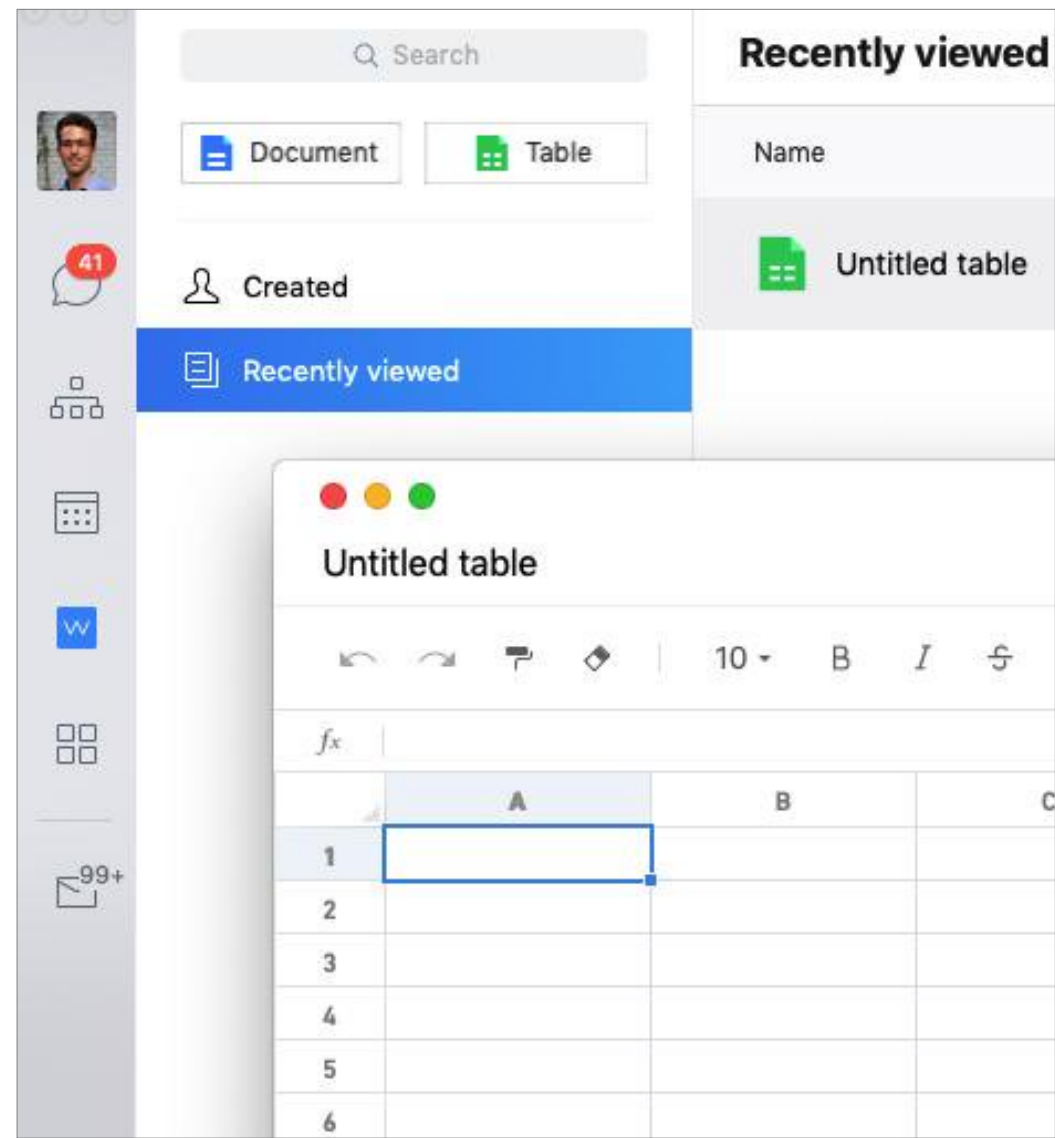 Search
Recently viewed
Document
Table
Name
41
Created
Untitled table
Recently viewed
Untitled table
W
10
B I S
fx
99+
A B C
1
2
3
4
5
6